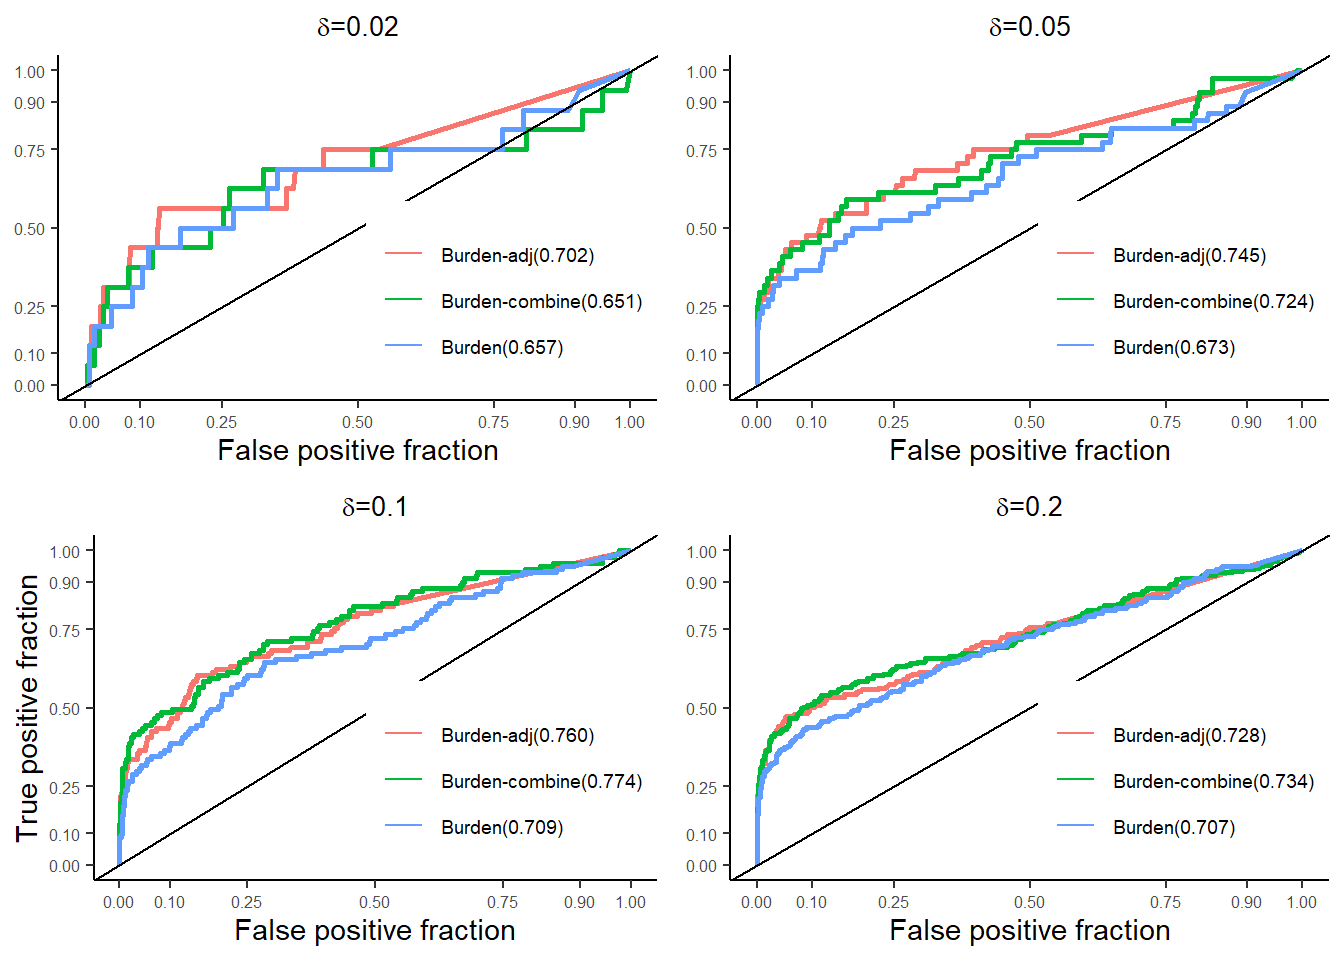 δ=0.02
1.00
0.90
0.75
0.50
0.25
0.10
0.00
Burden-adj(0.702)
Burden-combine(0.651)
Burden(0.657)
0.00 0.10 0.25 0.50 0.75 0.90 1.00
False positive fraction
δ=0.05
1.00
0.90
0.75
0.50
0.25
0.10
0.00
Burden-adj(0.745)
Burden-combine(0.724)
Burden(0.673)
0.00 0.10 0.25 0.50 0.75 0.90 1.00
False positive fraction
δ=0.1
True positive fraction
1.00
0.90
0.75
0.50
0.25
0.10
0.00
Burden-adj(0.760)
Burden-combine(0.774)
Burden(0.709)
0.00 0.10 0.25 0.50 0.75 0.90 1.00
False positive fraction
δ=0.2
1.00
0.90
0.75
0.50
0.25
0.10
0.00
Burden-adj(0.728)
Burden-combine(0.734)
Burden(0.707)
0.00 0.10 0.25 0.50 0.75 0.90 1.00
False positive fraction